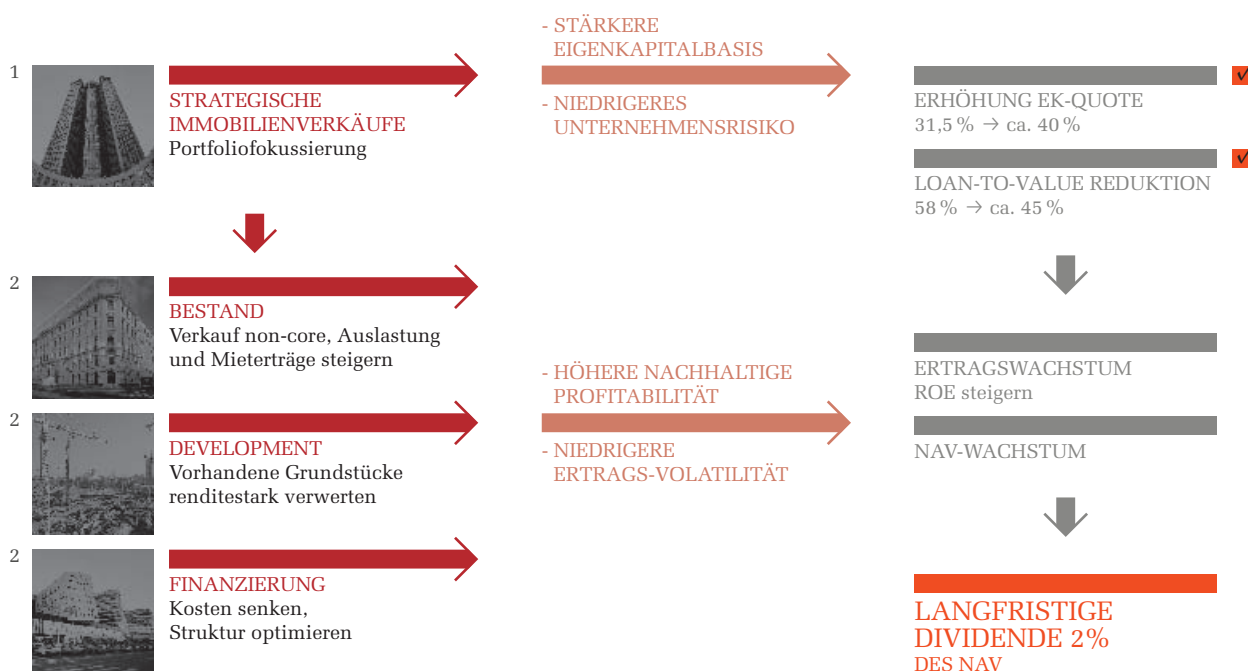 1
STRATEGISCHE
IMMOBILIENVERKÄUFE
Portfoliofokussierung
- STÄRKERE
EIGENKAPITALBASIS
- NIEDRIGERES
UNTERNEHMENSRISIKO
ERHÖHUNG EK-QUOTE
31,5 % → ca. 40 %
LOAN-TO-VALUE REDUKTION
58 % → ca. 45 %
2
BESTAND
Verkauf non-core, Auslastung
und Mieterträge steigern
2
DEVELOPMENT
Vorhandene Grundstücke
renditestark verwerten
2
FINANZIERUNG
Kosten senken,
Struktur optimieren
- HÖHERE NACHHALTIGE
PROFITABILITÄT
- NIEDRIGERE
ERTRAGS-VOLATILITÄT
ERTRAGSWACHSTUM
ROE steigern
NAV-WACHSTUM
LANGFRISTIGE
DIVIDENDE 2%
DES NAV